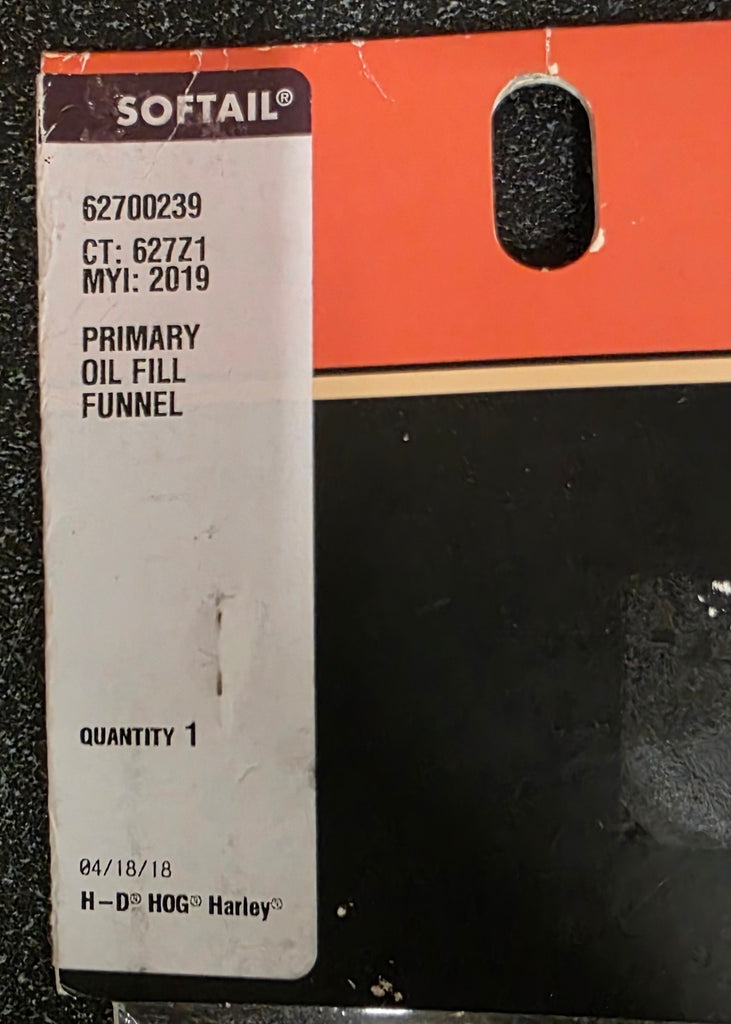 SOFTAIL®
62700239
CT: 627Z1
MYI: 2019
PRIMARY
OIL FILL
FUNNEL
QUANTITY 1
04/18/18
H-D® HOG® Harley®